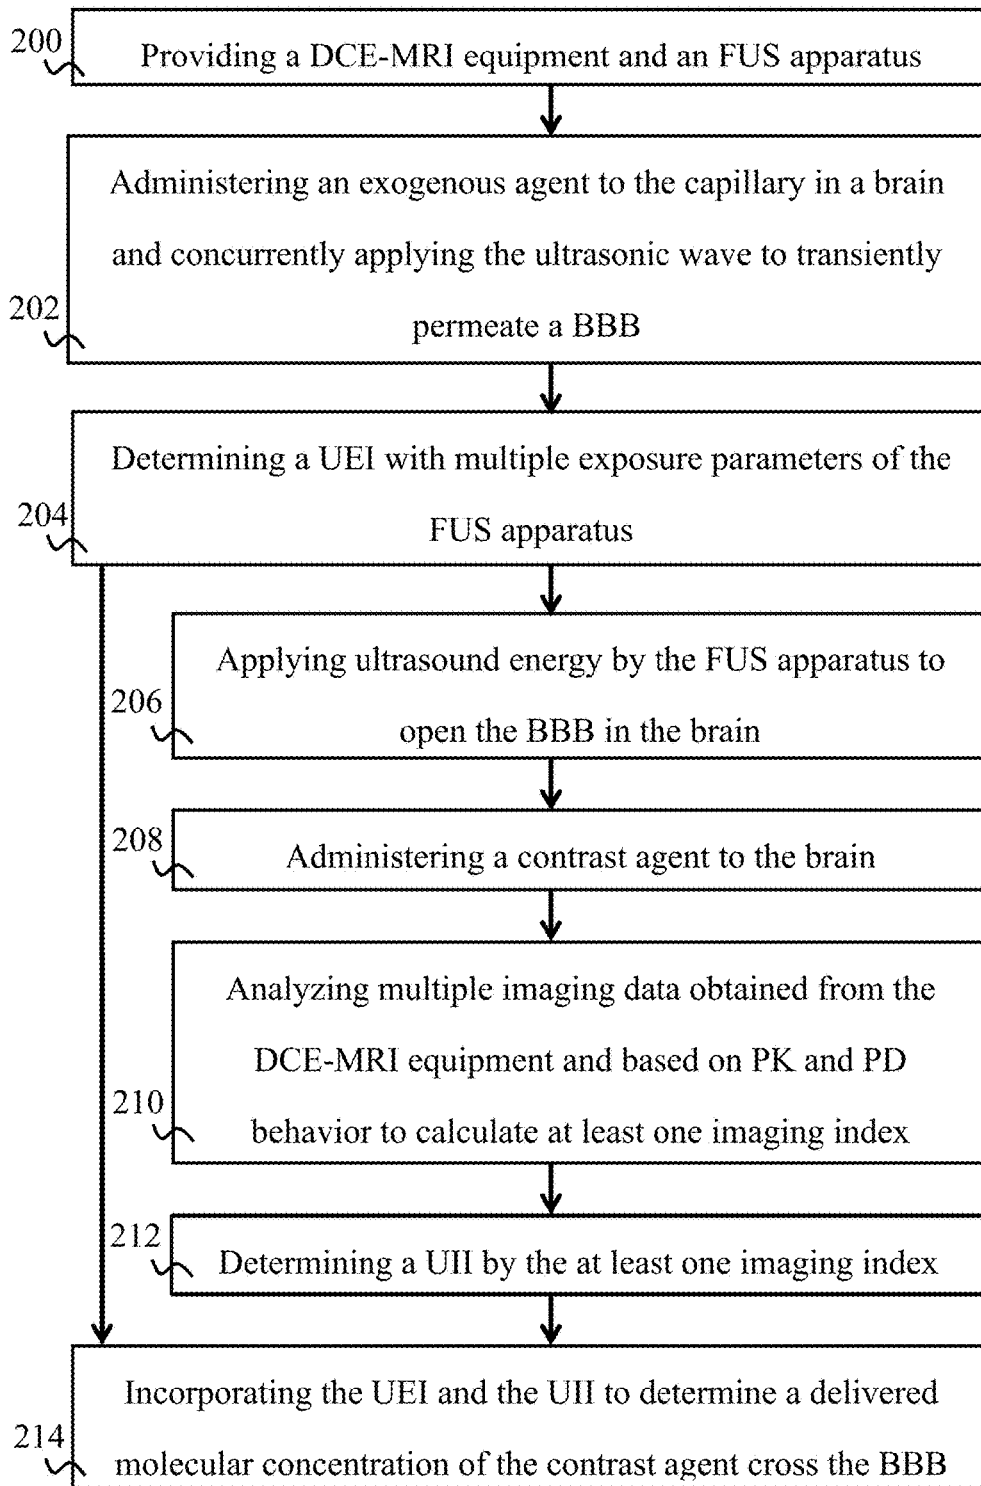 200
Providing a DCE-MRI equipment and an FUS apparatus
Administering an exogenous agent to the capillary in a brain
and concurrently applying the ultrasonic wave to transiently
202
permeate a BBB
Determining a UEI with multiple exposure parameters of the
204
FUS apparatus
Applying ultrasound energy by the FUS apparatus to
206
open the BBB in the brain
208
Administering a contrast agent to the brain
Analyzing multiple imaging data obtained from the
DCE-MRI equipment and based on PK and PD
210
behavior to calculate at least one imaging index
212
Determining a UII by the at least one imaging index
Incorporating the UEI and the UII to determine a delivered
214
molecular concentration of the contrast agent cross the BBB